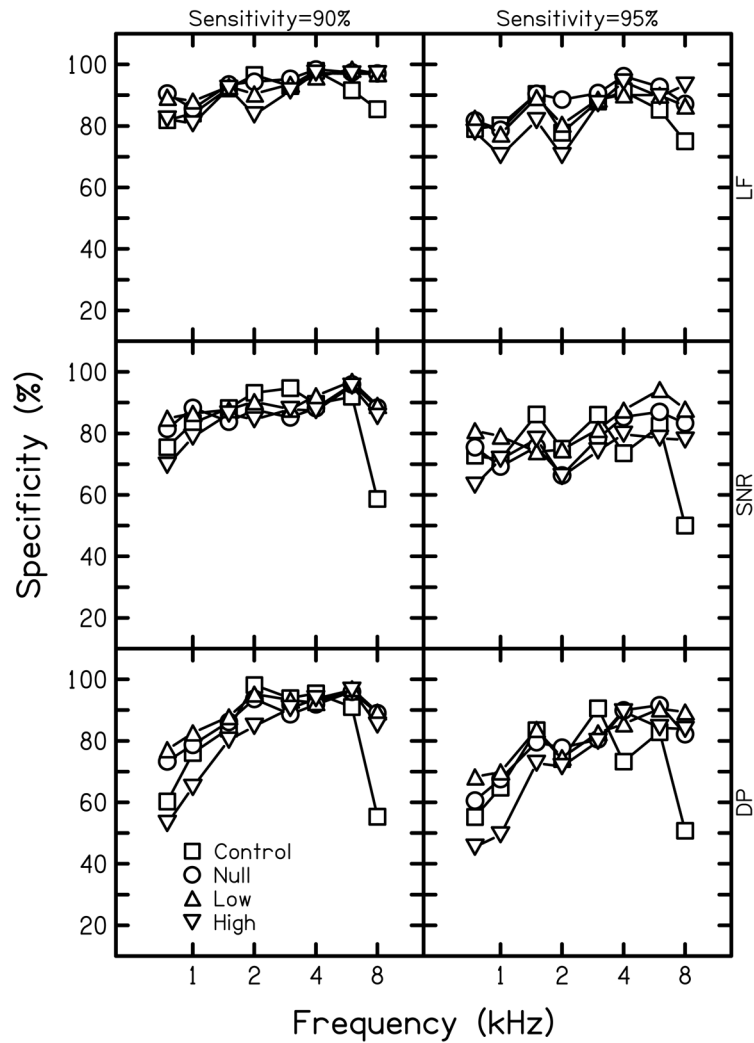 Sensitivity=90% Sensitivity=95%
100
80
60
40
20
LF
100
80
60
40
20
SNR
Specificity (%)
100
80
60
40
20
DP
Control
Null
Low
High
1 2 4 8 1 2 4 8
Frequency (kHz)